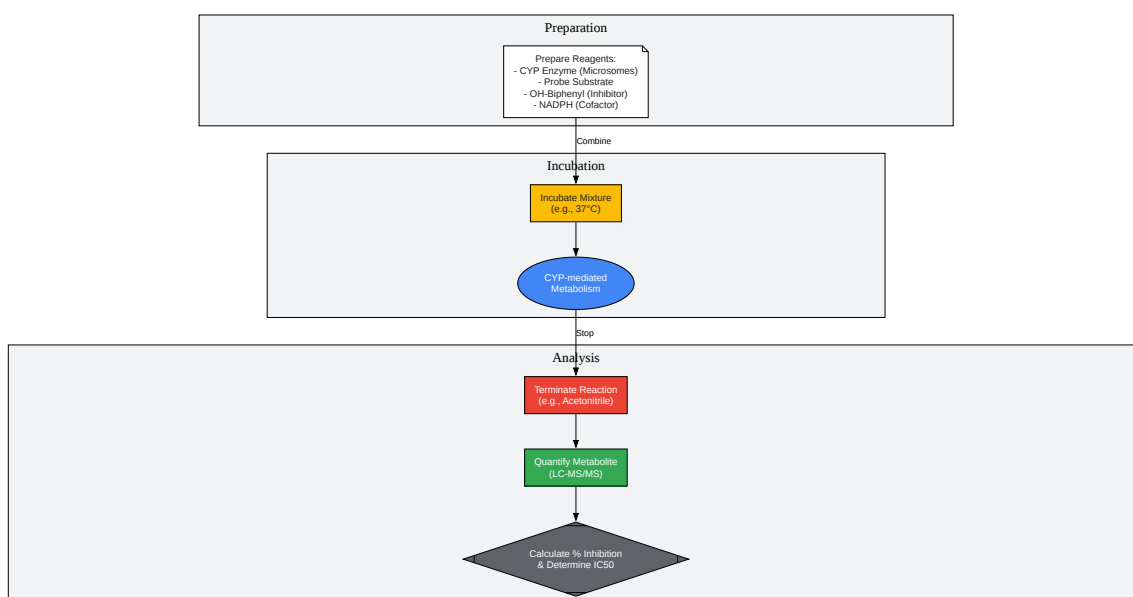 Preparation
Prepare Reagents:
- CYP Enzyme (Microsomes)
- Probe Substrate
- OH-Biphenyl (Inhibitor)
- NADPH (Cofactor)
Combine
Incubation
Incubate Mixture
(e.g., 37°C)
CYP-mediated
Metabolism
Stop
Analysis
Terminate Reaction
(e.g., Acetonitrile)
Quantify Metabolite
(LC-MS/MS)
Calculate % Inhibition
& Determine IC50